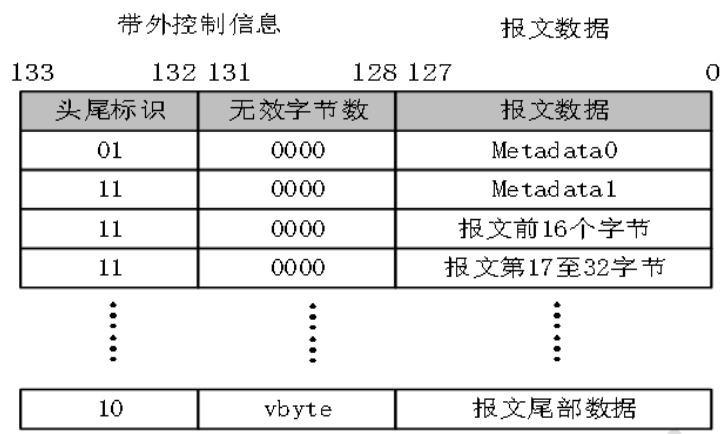 带外控制信息 报文数据
133 132 131 128 127 0
头尾标识 无效字节数 报文数据
01 0000 Metadata0
11 0000 Metadata1
11 0000 报文前16个字节
11 0000 报文第17至32字节
10 vbyte 报文尾部数据